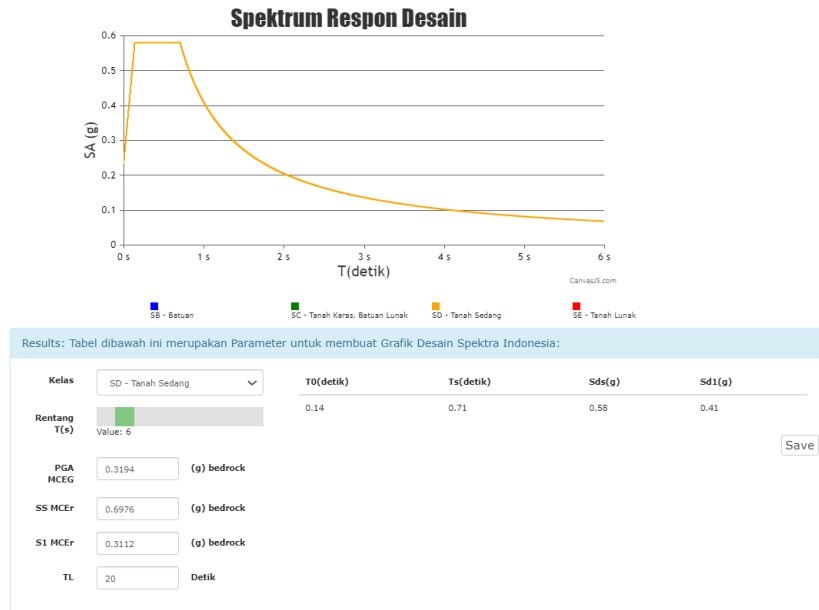 Spektrum Respon Desain
0.6
0.5
0.4
0.3
0.2
0.1
0
SA (g)
0 s 1 s 2 s 3 s 4 s 5 s 6 s
T(detik)
CanvasJS.com
SB - Batuan SC - Tanah Keras, Batuan Lunak SD - Tanah Sedang SE - Tanah Lunak
Results: Tabel dibawah ini merupakan Parameter untuk membuat Grafik Desain Spektra Indonesia:
Kelas SD - Tanah Sedang
Rentang
T(s)
Value: 6
PGA
MCEG
0.3194 (g) bedrock
SS MCEr 0.6976 (g) bedrock
S1 MCEr 0.3112 (g) bedrock
TL 20 Detik
T0(detik) Ts(detik) Sds(g) Sd1(g)
0.14 0.71 0.58 0.41
Save